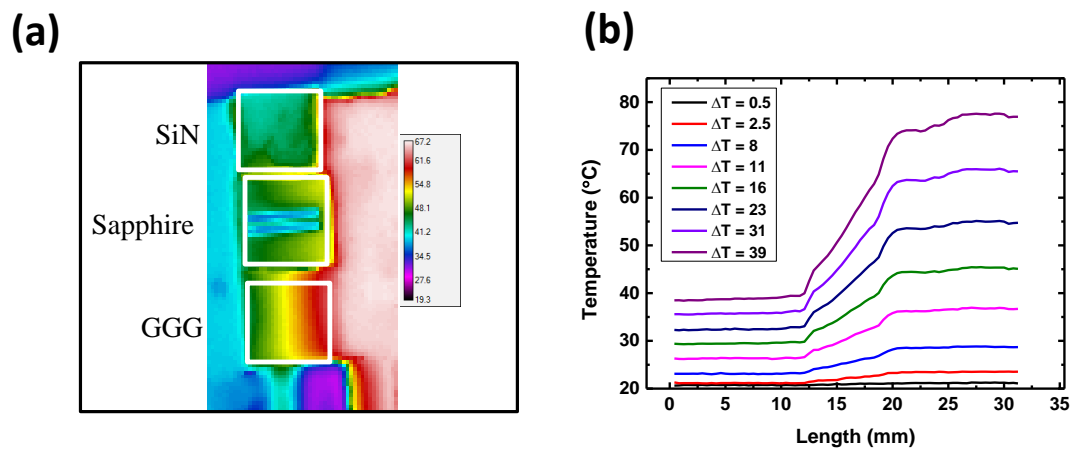 (a)
SiN
Sapphire
GGG
67.2
61.6
54.8
48.1
41.2
34.5
27.6
19.3
(b)
ΔT = 0.5
ΔT = 2.5
ΔT = 8
ΔT = 11
ΔT = 16
ΔT = 23
ΔT = 31
ΔT = 39
Temperature (°C)
80
70
60
50
40
30
20
0 5 10 15 20 25 30 35
Length (mm)